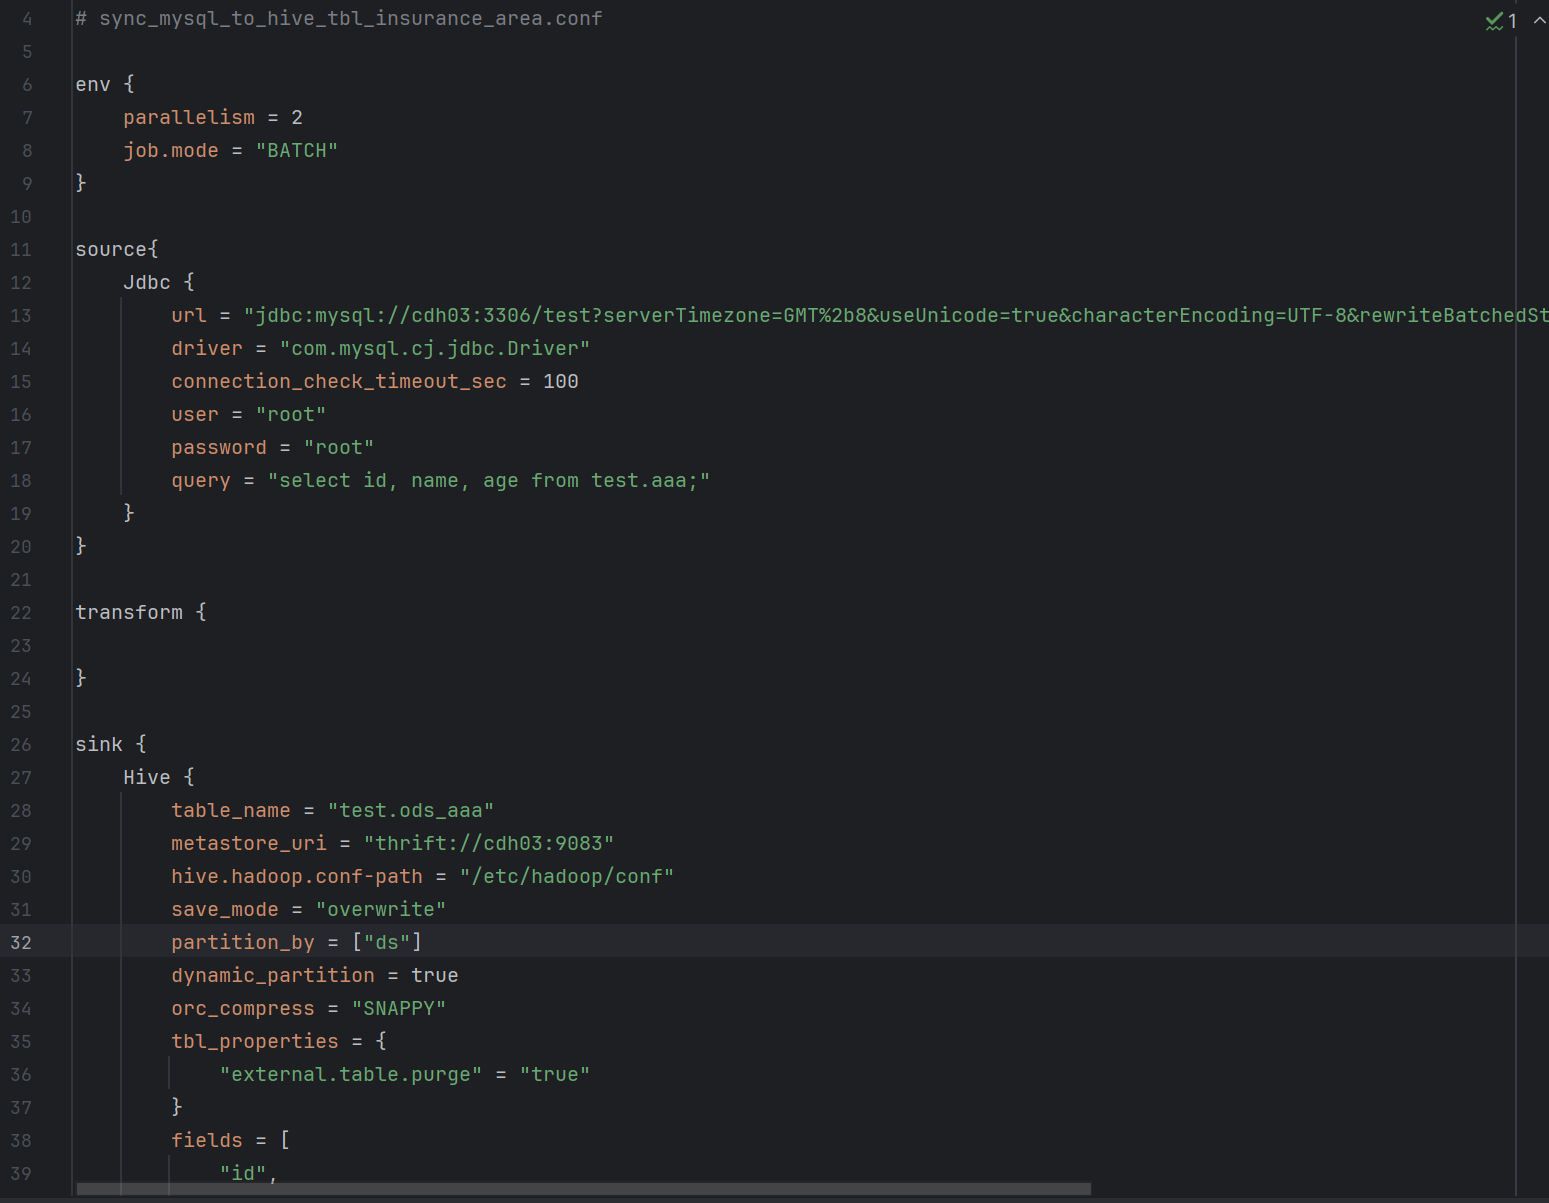 4 # sync_mysql_to_hive_tbl_insurance_area.conf
1
5
6 env {
7 parallelism = 2
8 job.mode = "BATCH"
9 }
10
11 source{
12 Jdbc {
13 url = "jdbc:mysql://cdh03:3306/test?serverTimezone=GMT%2b8&useUnicode=true&characterEncoding=UTF-8&rewriteBatchedSt
14 driver = "com.mysql.cj.jdbc.Driver"
15 connection_check_timeout_sec = 100
16 user = "root"
17 password = "root"
18 query = "select id, name, age from test.aaa;"
19 }
20 }
21
22 transform {
23
24 }
25
26 sink {
27 Hive {
28 table_name = "test.ods_aaa"
29 metastore_uri = "thrift://cdh03:9083"
30 hive.hadoop.conf-path = "/etc/hadoop/conf"
31 save_mode = "overwrite"
32 partition_by = ["ds"]
33 dynamic_partition = true
34 orc_compress = "SNAPPY"
35 tbl_properties = {
36 "external.table.purge" = "true"
37 }
38 fields = [
39 "id",